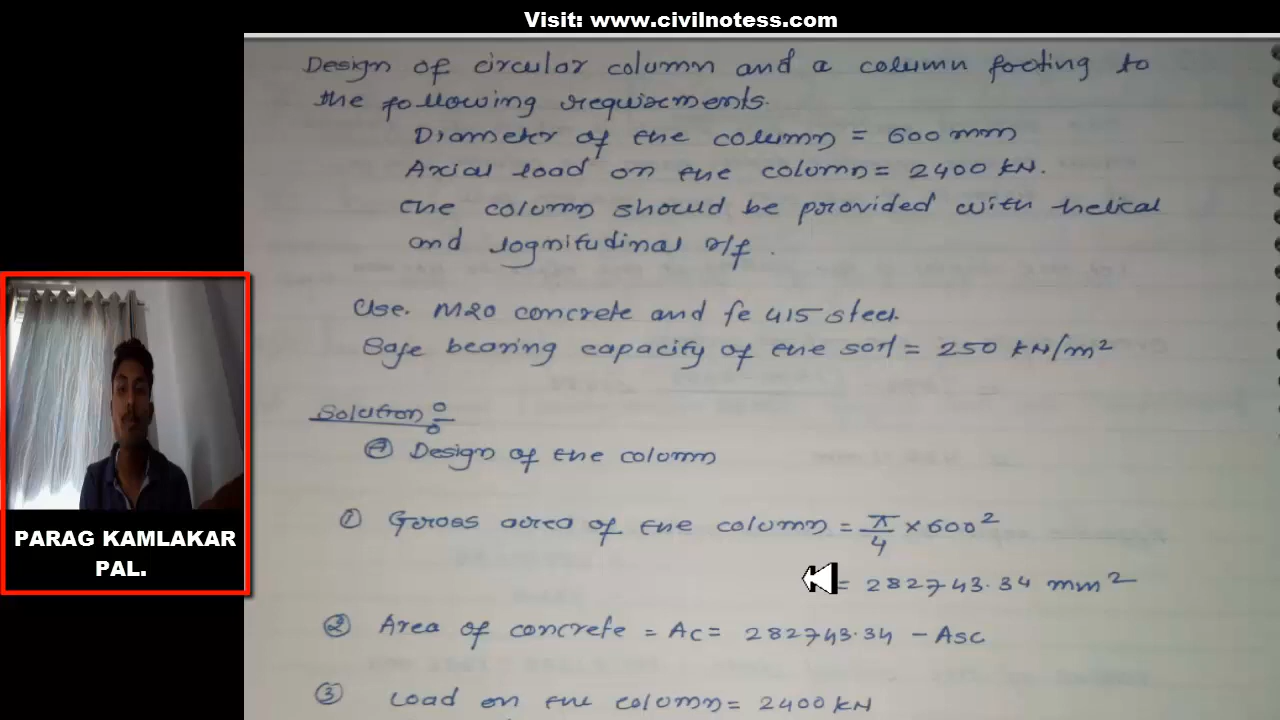 Visit: www.civilnotess.com
Design of circular column and a column footing to
the following requirements.
Diameter of the column = 600 mm
Axial load on the column = 2400 KN.
the column should be provided with helical
and lognitudinal r/f.
Use. M20 concrete and fe 415 steel.
Safe bearing capacity of the soil = 250 KN/m²
Solution:
Ⓐ Design of the column
① Gross area of the column = π/4 × 600²
= 282743.34 mm²
② Area of concrete = Ac = 282743.34 – Asc
③ Load on the column = 2400 KN
PARAG KAMLAKAR
PAL.